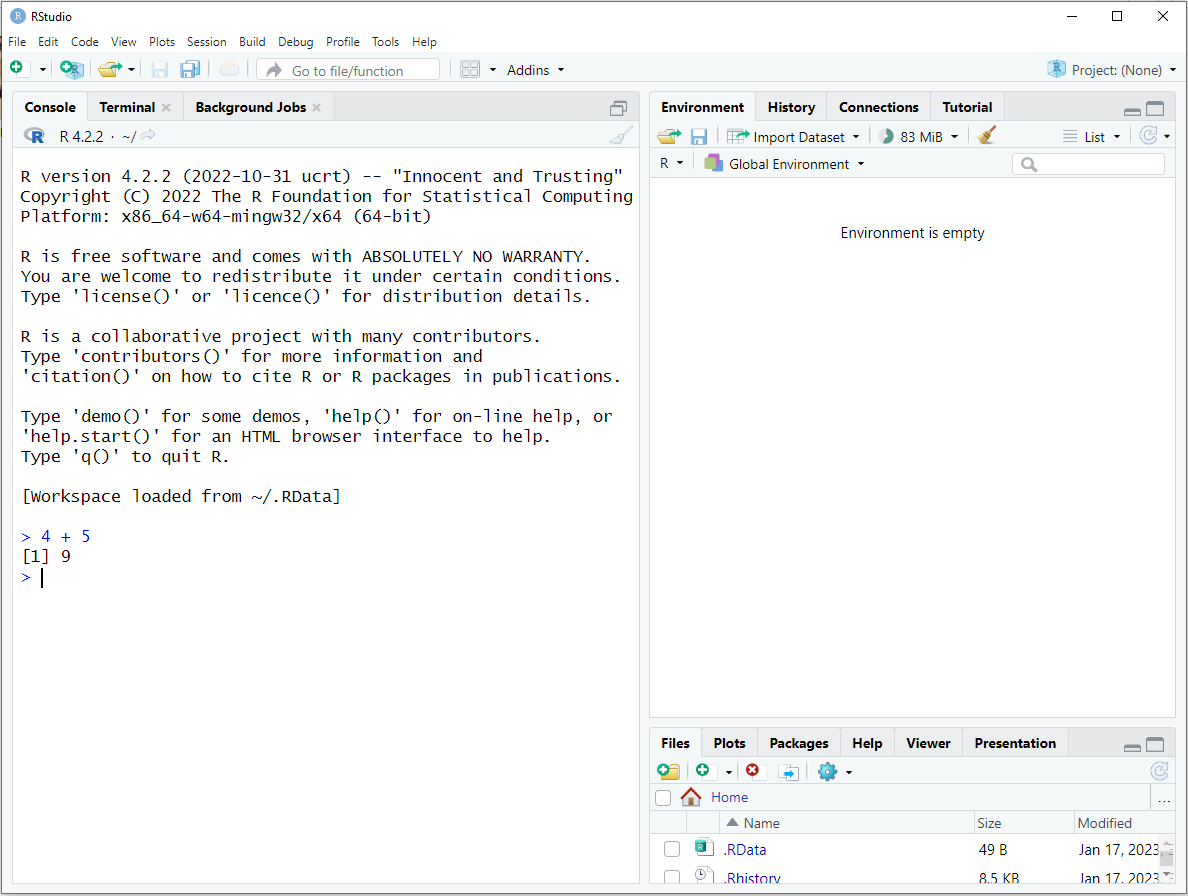 RStudio
File Edit Code View Plots Session Build Debug Profile Tools Help
Go to file/function Addins Project: (None)
Console Terminal Background Jobs
R 4.2.2 · ~/
R version 4.2.2 (2022-10-31 ucrt) -- "Innocent and Trusting"
Copyright (C) 2022 The R Foundation for Statistical Computing
Platform: x86_64-w64-mingw32/x64 (64-bit)
R is free software and comes with ABSOLUTELY NO WARRANTY.
You are welcome to redistribute it under certain conditions.
Type 'license()' or 'licence()' for distribution details.
R is a collaborative project with many contributors.
Type 'contributors()' for more information and
'citation()' on how to cite R or R packages in publications.
Type 'demo()' for some demos, 'help()' for on-line help, or
'help.start()' for an HTML browser interface to help.
Type 'q()' to quit R.
[Workspace loaded from ~/.RData]
> 4 + 5
[1] 9
>
Environment History Connections Tutorial
Import Dataset 83 MiB List
R Global Environment
Environment is empty
Files Plots Packages Help Viewer Presentation
Home ...
Name Size Modified
.RData 49 B Jan 17, 2023
.Rhistory 8.5 KB Jan 17, 2023